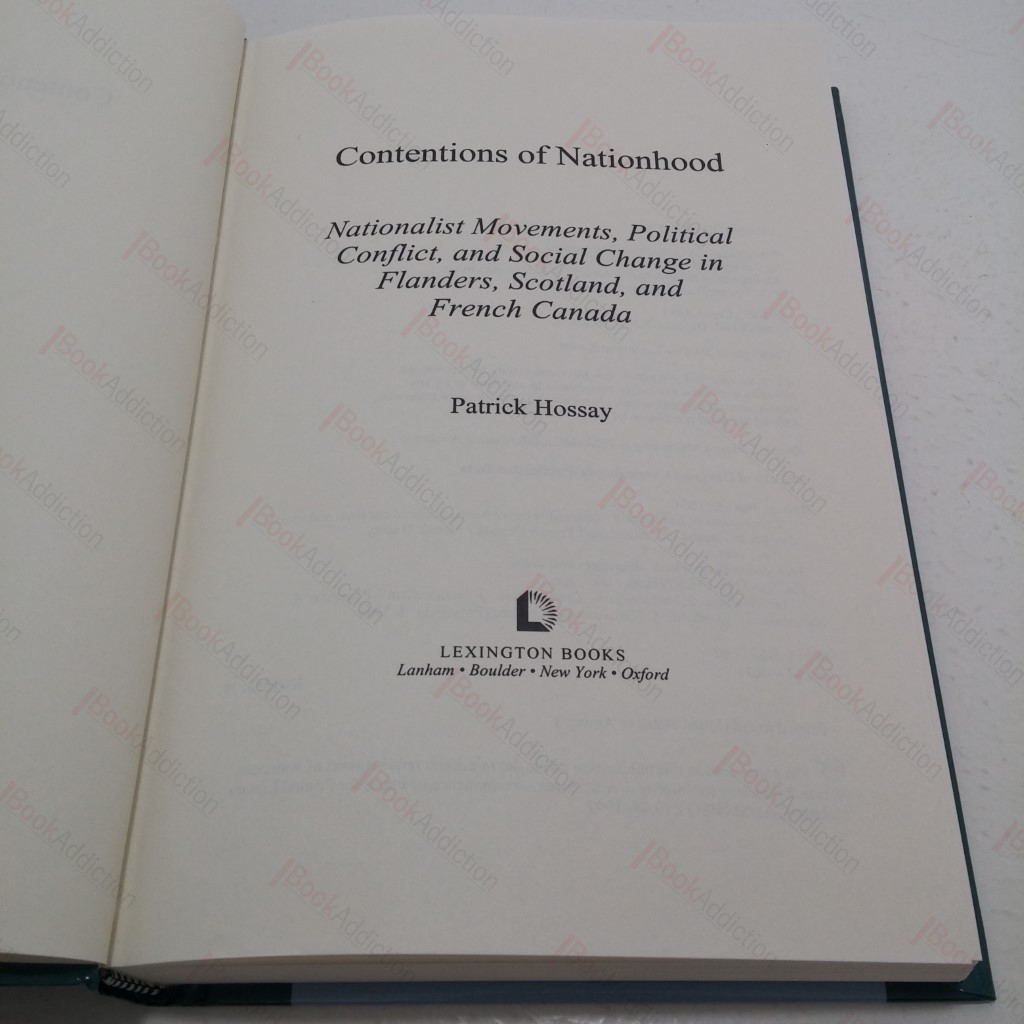 Contentions of Nationhood
Nationalist Movements, Political
Conflict, and Social Change in
Flanders, Scotland, and
French Canada
Patrick Hossay
L
LEXINGTON BOOKS
Lanham • Boulder • New York • Oxford
BookAddiction